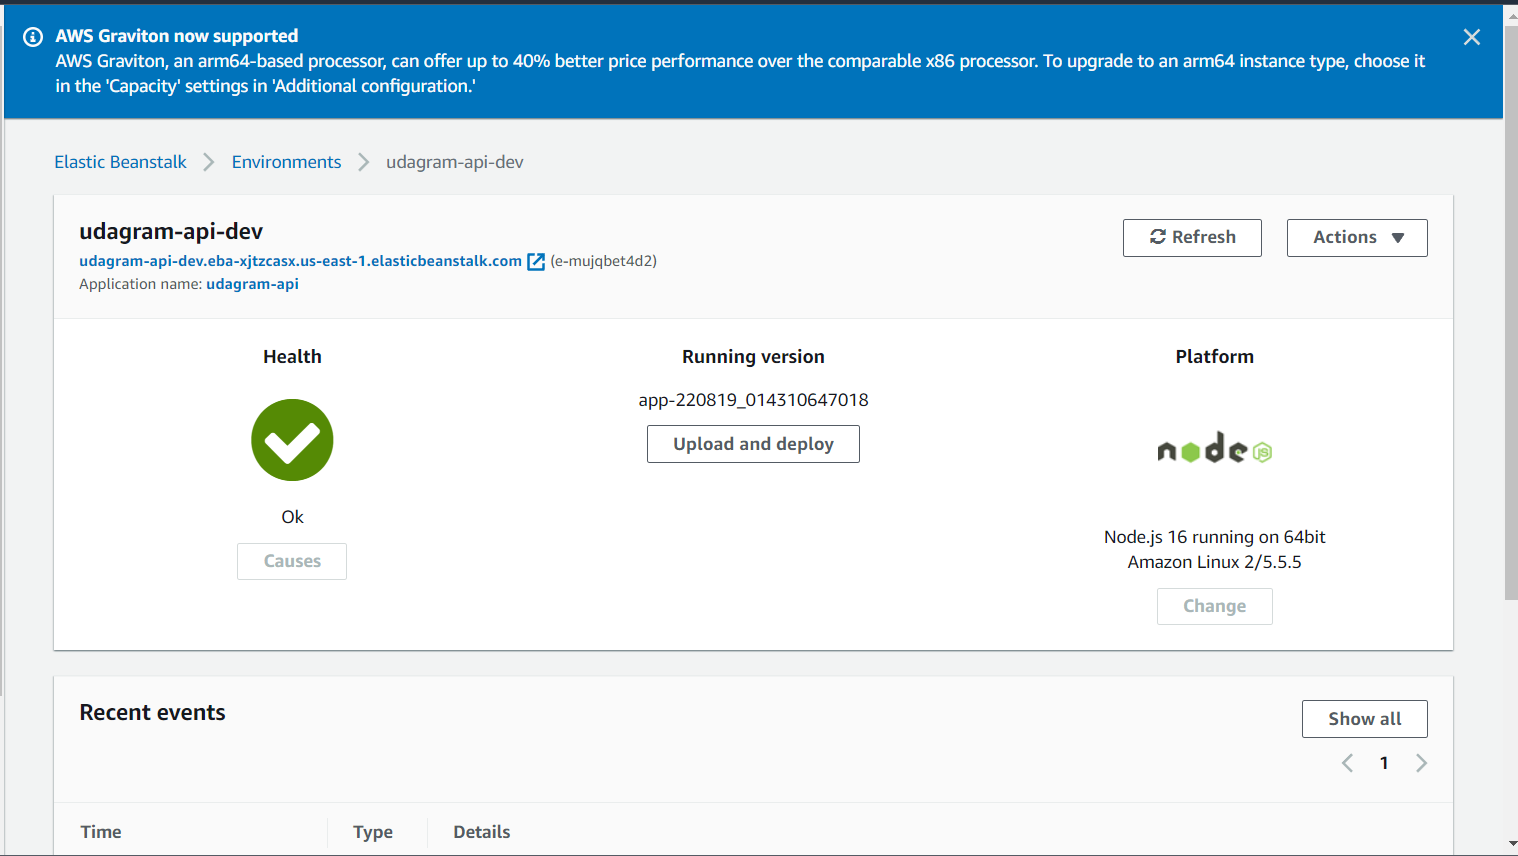 AWS Graviton now supported
AWS Graviton, an arm64-based processor, can offer up to 40% better price performance over the comparable x86 processor. To upgrade to an arm64 instance type, choose it
in the 'Capacity' settings in 'Additional configuration.'
Elastic Beanstalk > Environments > udagram-api-dev
udagram-api-dev
Refresh
Actions
udagram-api-dev.eba-xjtzcasx.us-east-1.elasticbeanstalk.com (e-mujqbet4d2)
Application name: udagram-api
Health
Ok
Causes
Running version
app-220819_014310647018
Upload and deploy
Platform
node JS
Node.js 16 running on 64bit
Amazon Linux 2/5.5.5
Change
Recent events
Show all
1
Time Type Details